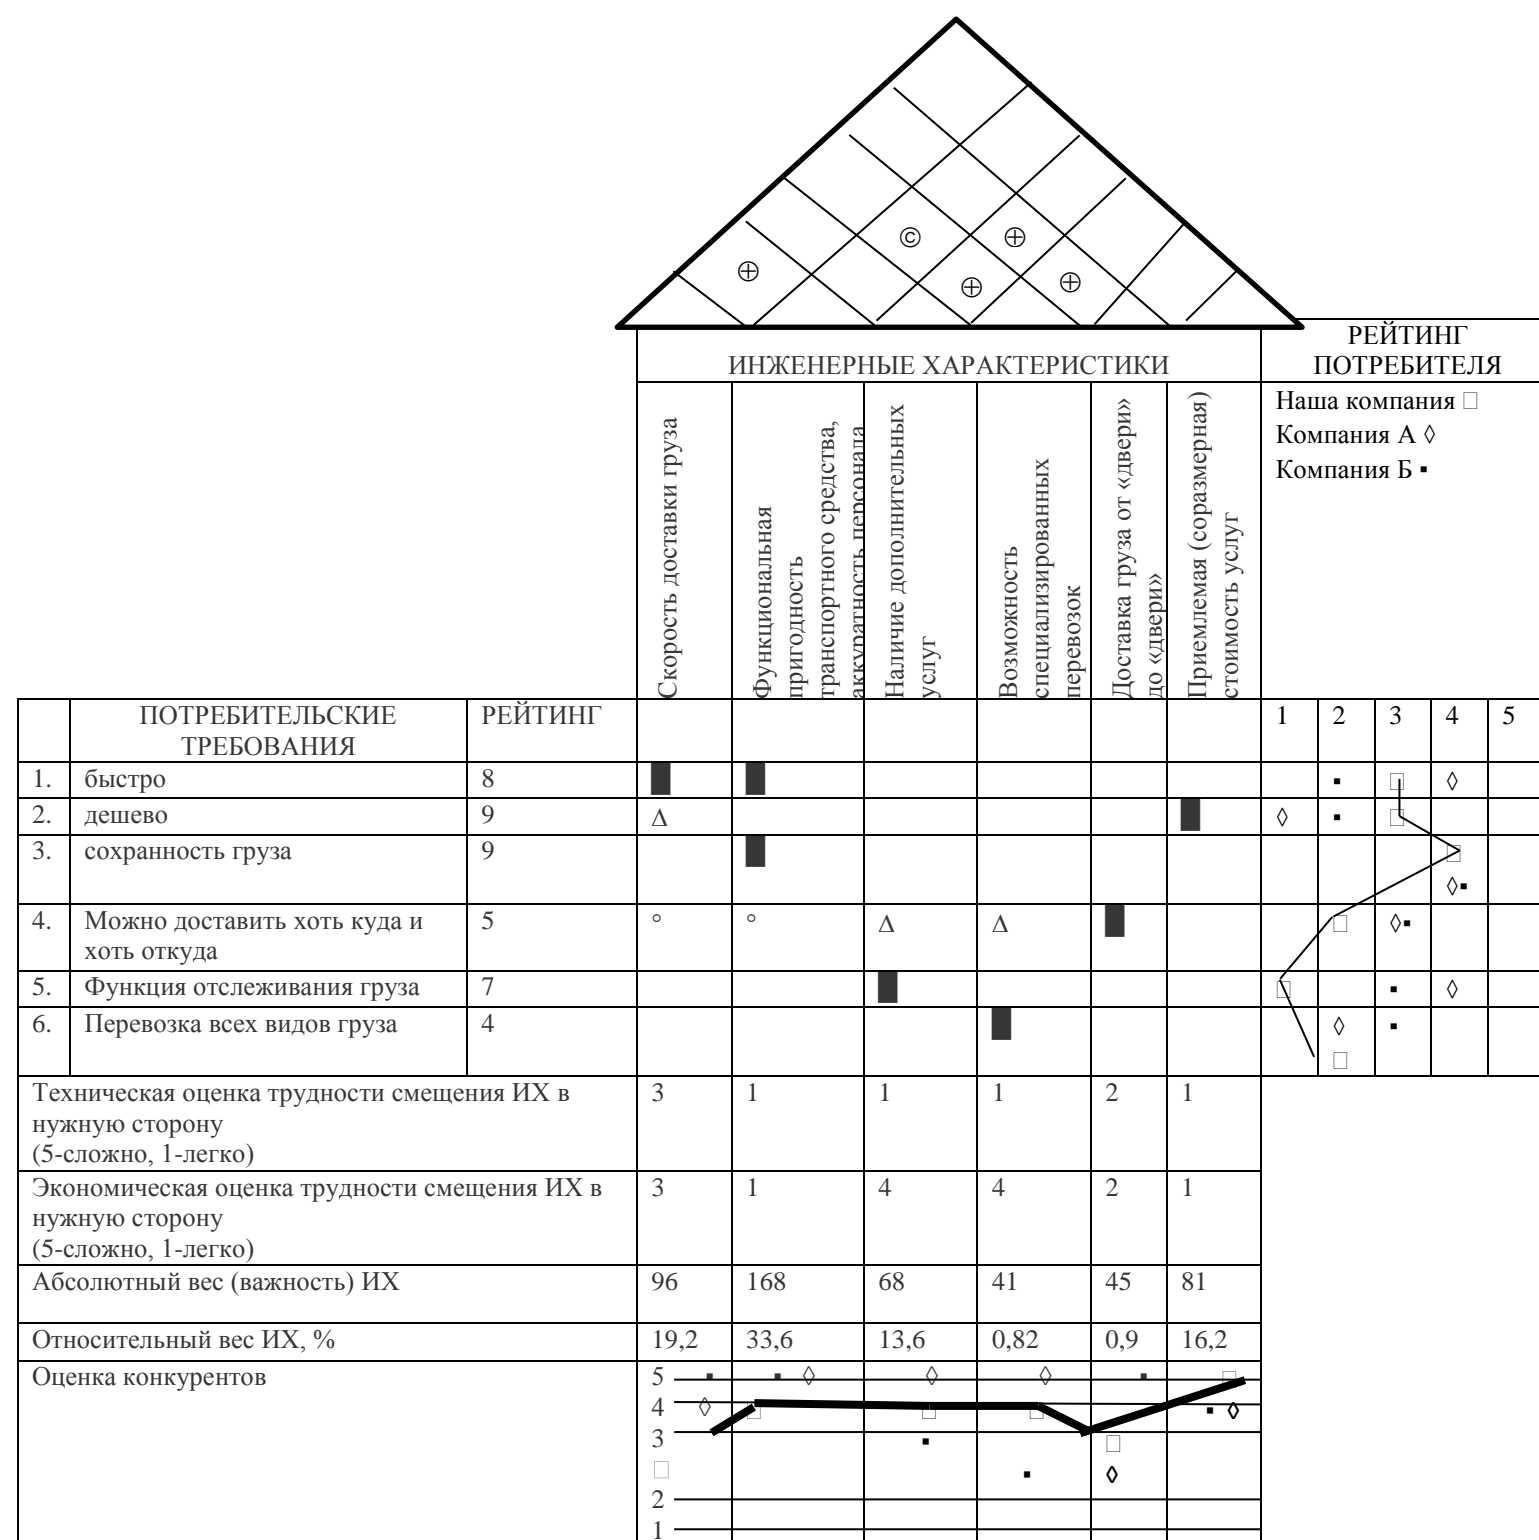 ©
РЕЙТИНГ
ПОТРЕБИТЕЛЯ
ИНЖЕНЕРНЫЕ ХАРАКТЕРИСТИКИ
Наша компания □
Компания А ◊
Компания Б ▪
Скорость доставки груза
Функциональная
пригодность
транспортного средства,
аккуратность персонала
Наличие дополнительных
услуг
Возможность
специализированных
перевозок
Доставка груза от «двери»
до «двери»
Приемлемая (соразмерная)
стоимость услуг
ПОТРЕБИТЕЛЬСКИЕ
ТРЕБОВАНИЯ
РЕЙТИНГ
1 2 3 4 5
1. быстро 8
2. дешево 9 Δ
3. сохранность груза 9
4. Можно доставить хоть куда и
хоть откуда
5 ° ° Δ Δ
5. Функция отслеживания груза 7
6. Перевозка всех видов груза 4
Техническая оценка трудности смещения ИХ в
нужную сторону
(5-сложно, 1-легко)
3 1 1 1 2 1
Экономическая оценка трудности смещения ИХ в
нужную сторону
(5-сложно, 1-легко)
3 1 4 4 2 1
Абсолютный вес (важность) ИХ 96 168 68 41 45 81
Относительный вес ИХ, % 19,2 33,6 13,6 0,82 0,9 16,2
Оценка конкурентов
5
4
3
2
1